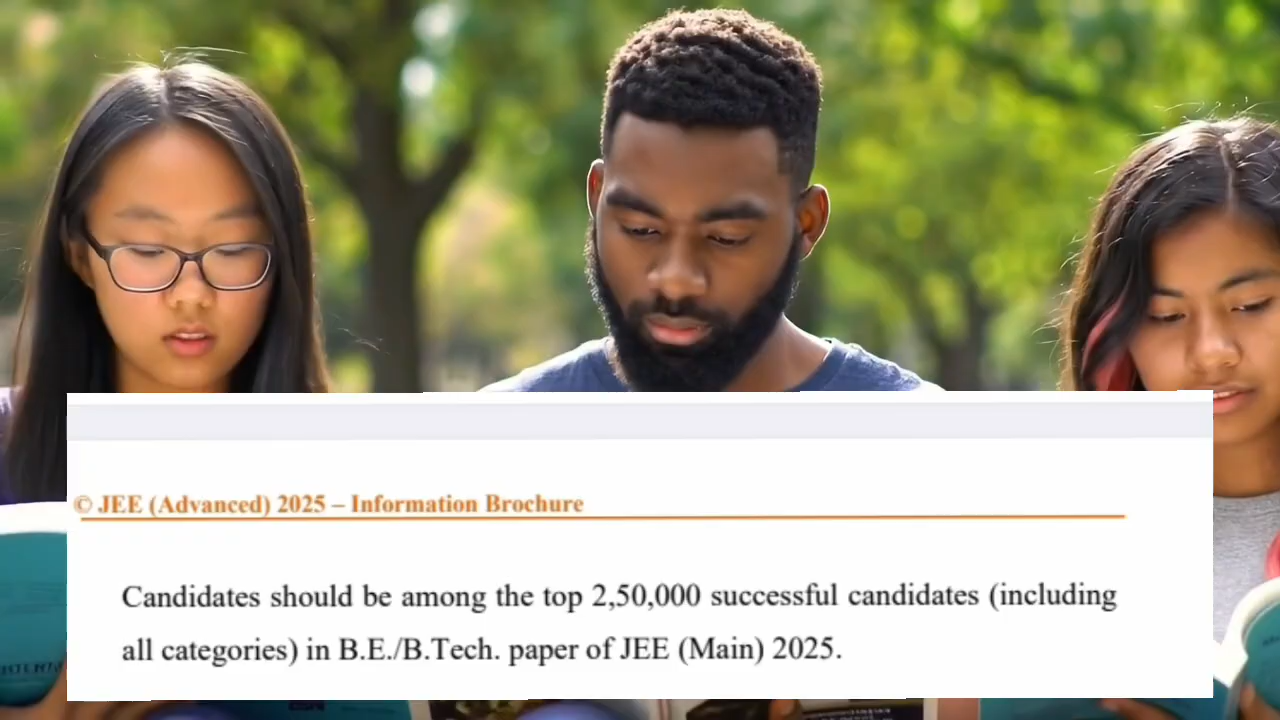 © JEE (Advanced) 2025 – Information Brochure
Candidates should be among the top 2,50,000 successful candidates (including
all categories) in B.E./B.Tech. paper of JEE (Main) 2025.